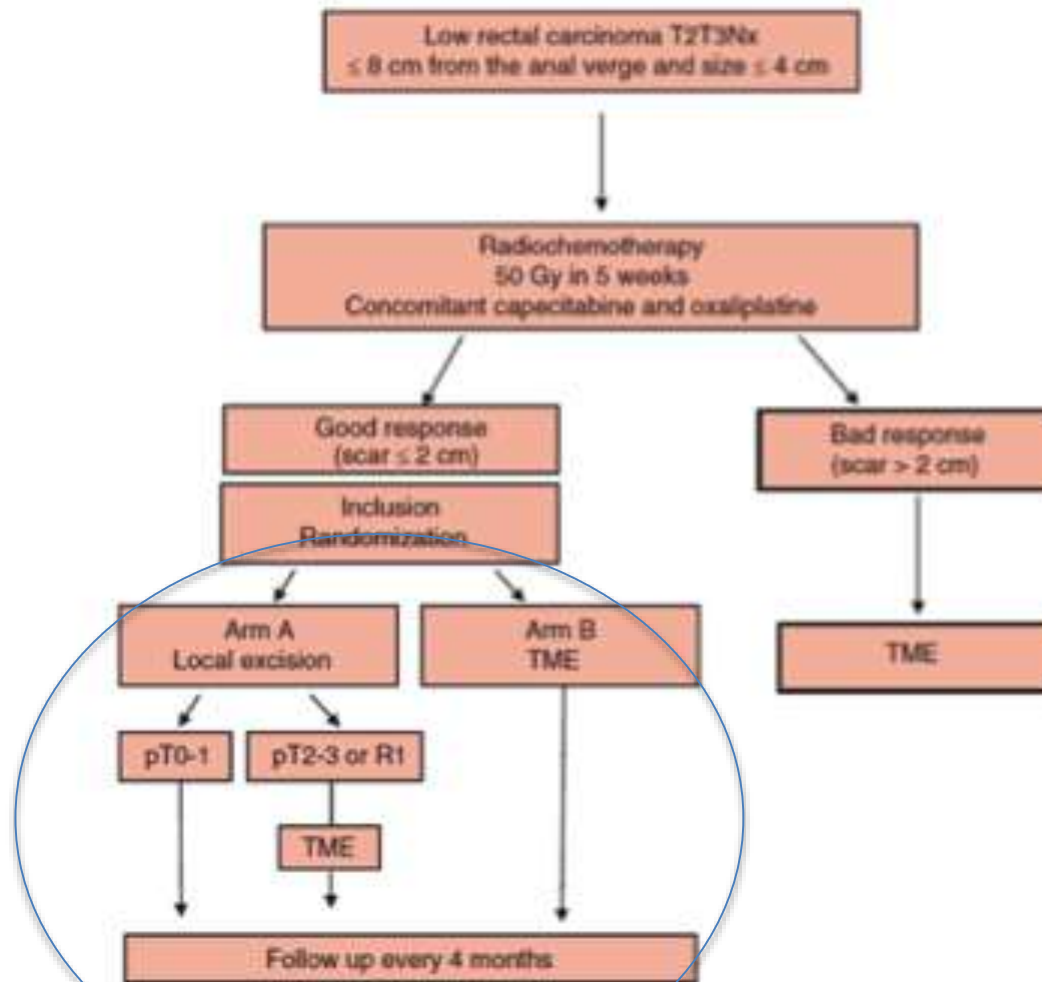 Low rectal carcinoma T2T3Nx
≤ 8 cm from the anal verge and size ≤ 4 cm
Radiochemotherapy
50 Gy in 5 weeks
Concomitant capecitabine and oxaliplatine
Good response
(scar ≤ 2 cm)
Bad response
(scar > 2 cm)
Inclusion
Randomization
Arm A
Local excision
Arm B
TME
TME
pT0-1
pT2-3 or R1
TME
Follow up every 4 months